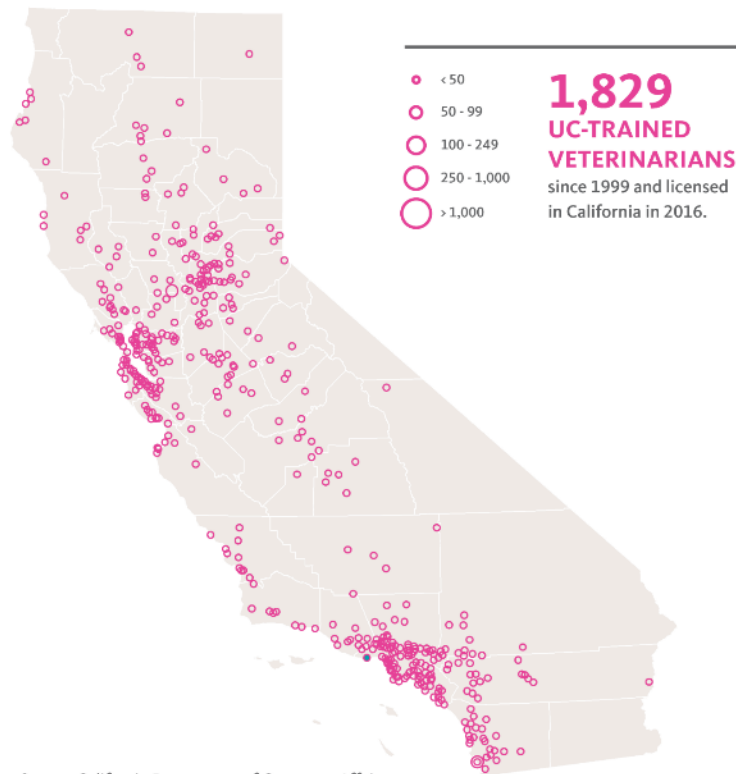 < 50
50 - 99
100 - 249
250 - 1,000
> 1,000
1,829
UC-TRAINED
VETERINARIANS
since 1999 and licensed
in California in 2016.